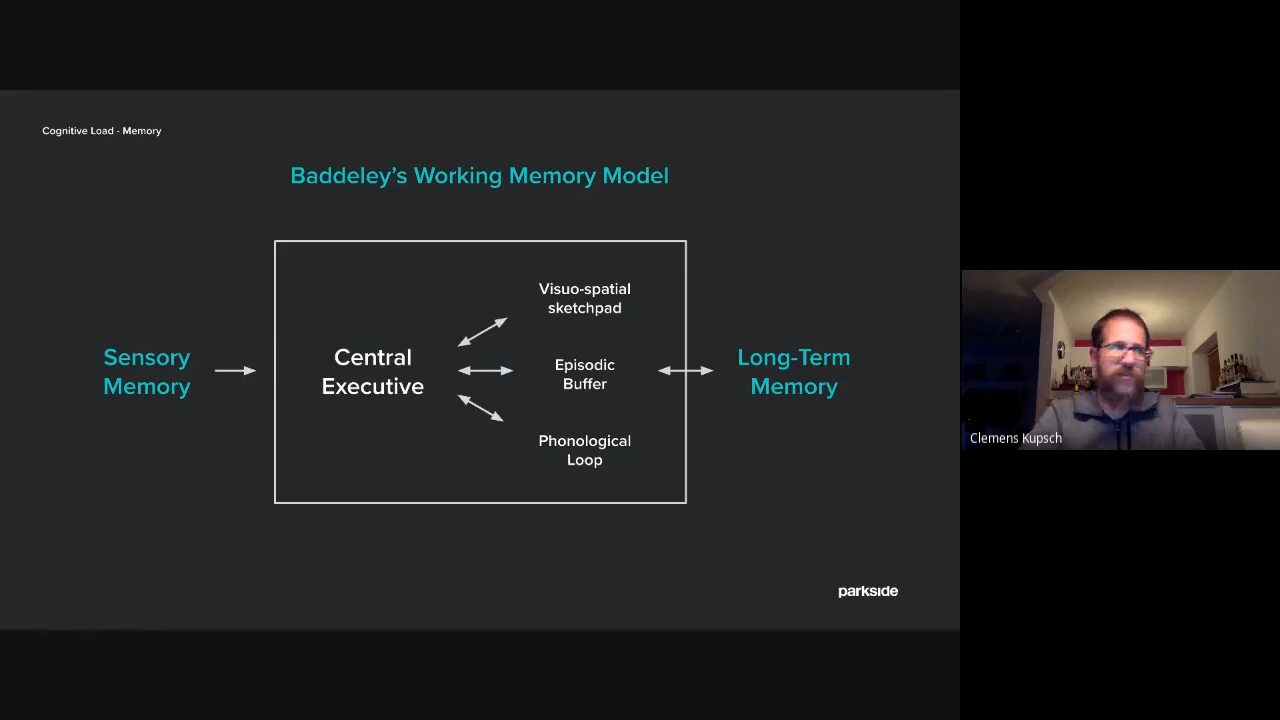 Cognitive Load - Memory
Baddeley’s Working Memory Model
Sensory
Memory
Central
Executive
Visuo-spatial
sketchpad
Episodic
Buffer
Phonological
Loop
Long-Term
Memory
parkside
Clemens Kupsch